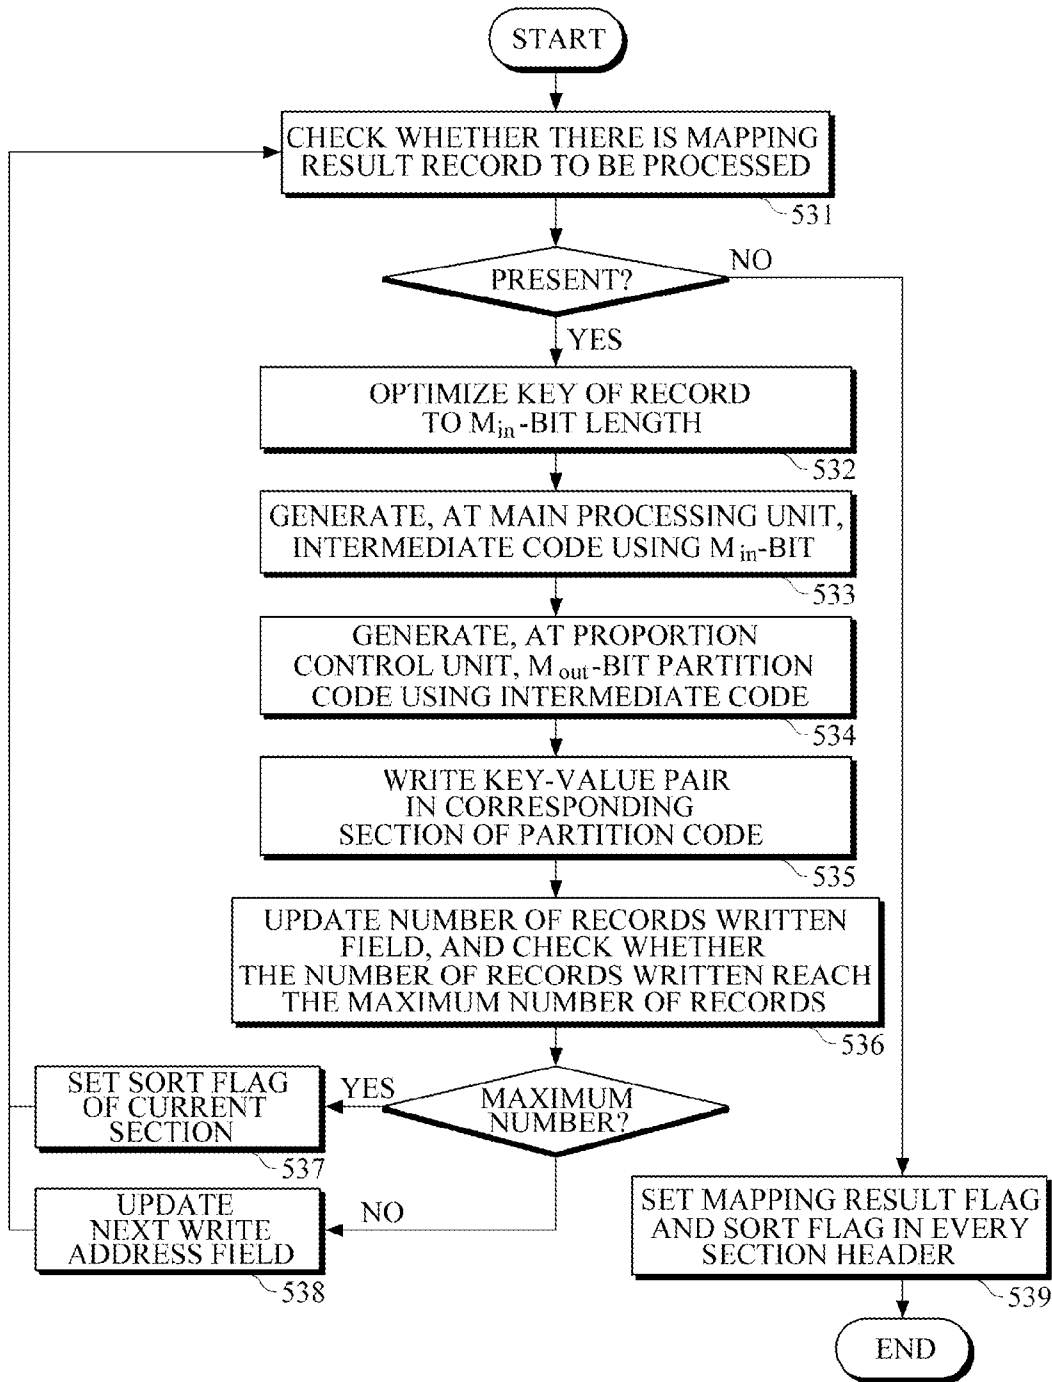 START
CHECK WHETHER THERE IS MAPPING
RESULT RECORD TO BE PROCESSED
531
PRESENT?
NO
YES
OPTIMIZE KEY OF RECORD
TO Min-BIT LENGTH
532
GENERATE, AT MAIN PROCESSING UNIT,
INTERMEDIATE CODE USING Min-BIT
533
GENERATE, AT PROPORTION
CONTROL UNIT, Mout-BIT PARTITION
CODE USING INTERMEDIATE CODE
534
WRITE KEY-VALUE PAIR
IN CORRESPONDING
SECTION OF PARTITION CODE
535
UPDATE NUMBER OF RECORDS WRITTEN
FIELD, AND CHECK WHETHER
THE NUMBER OF RECORDS WRITTEN REACH
THE MAXIMUM NUMBER OF RECORDS
536
MAXIMUM
NUMBER?
YES
SET SORT FLAG
OF CURRENT
SECTION
537
NO
UPDATE
NEXT WRITE
ADDRESS FIELD
538
SET MAPPING RESULT FLAG
AND SORT FLAG IN EVERY
SECTION HEADER
539
END